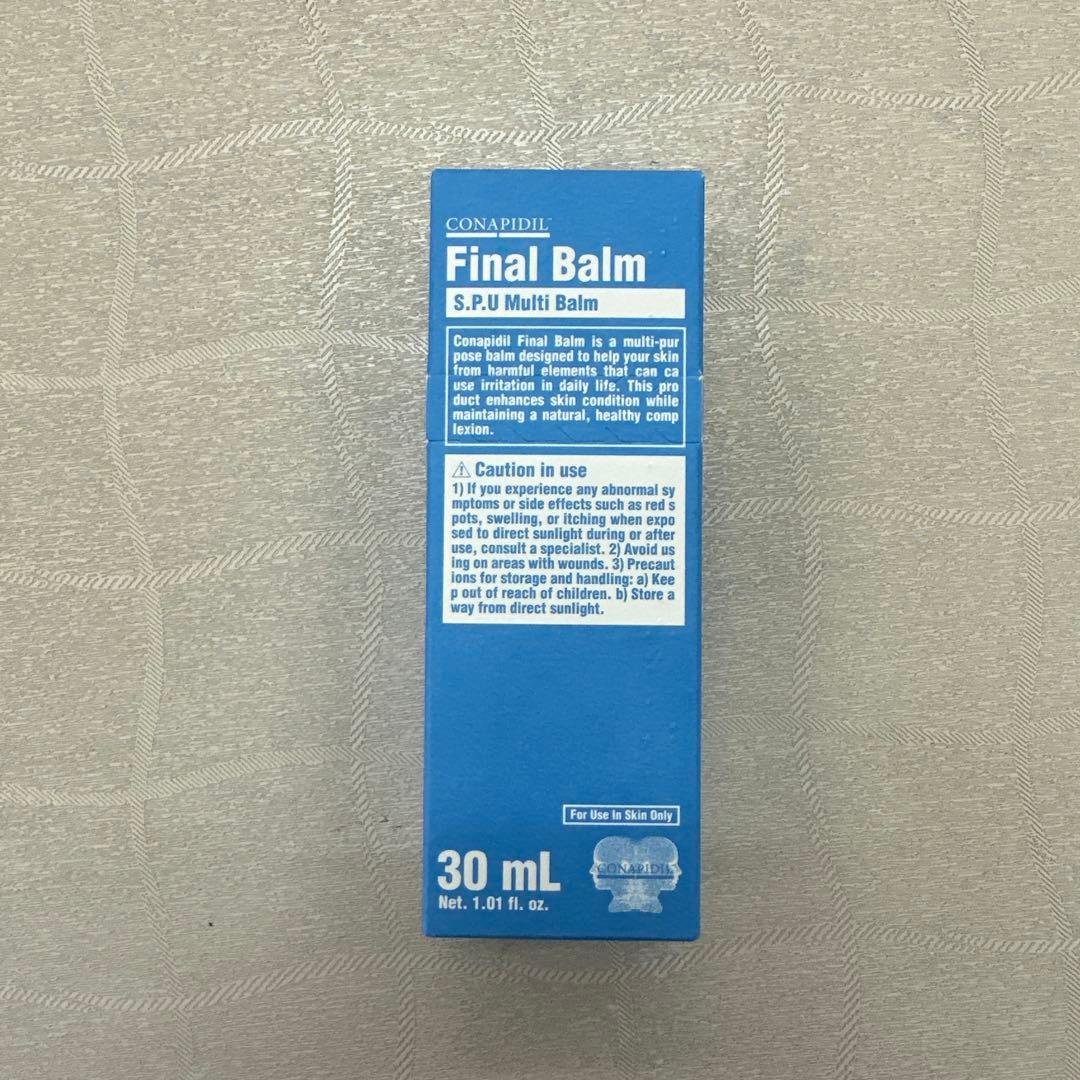 CONAPIDIL™
Final Balm
S.P.U Multi Balm
Conapidil Final Balm is a multi-pur
pose balm designed to help your skin
from harmful elements that can ca
use irritation in daily life. This pro
duct enhances skin condition while
maintaining a natural, healthy comp
lexion.
⚠ Caution in use
1) If you experience any abnormal sy
mptoms or side effects such as red s
pots, swelling, or itching when expo
sed to direct sunlight during or after
use, consult a specialist. 2) Avoid us
ing on areas with wounds. 3) Precaut
ions for storage and handling: a) Kee
p out of reach of children. b) Store a
way from direct sunlight.
For Use In Skin Only
CONAPIDIL
30 mL
Net. 1.01 fl. oz.